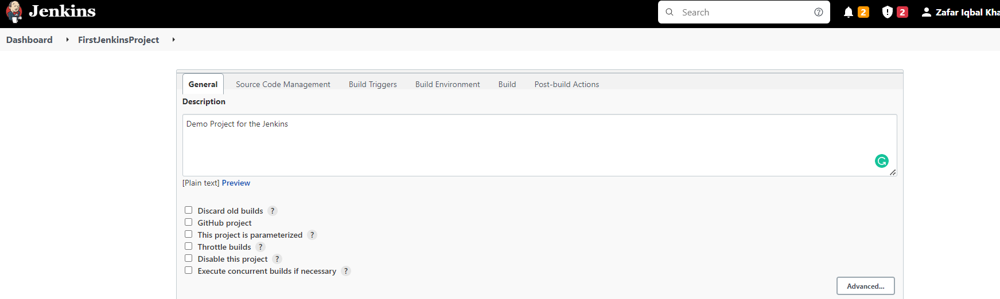 Jenkins Search 2 2 Zafar Iqbal Kha
Dashboard FirstJenkinsProject
General Source Code Management Build Triggers Build Environment Build Post-build Actions
Description
Demo Project for the Jenkins
[Plain text] Preview
Discard old builds ?
GitHub project
This project is parameterized ?
Throttle builds ?
Disable this project ?
Execute concurrent builds if necessary ?
Advanced...